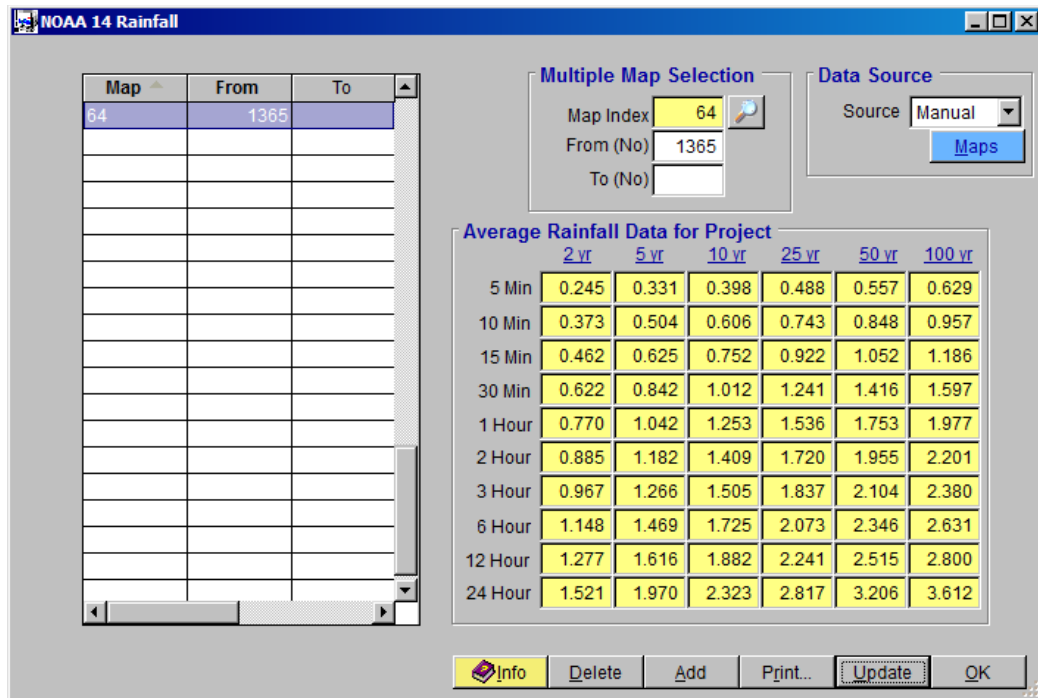 NOAA 14 Rainfall
Map From To
64 1365
Multiple Map Selection
Map Index 64
From (No) 1365
To (No)
Data Source
Source Manual
Maps
Average Rainfall Data for Project
2 yr 5 yr 10 yr 25 yr 50 yr 100 yr
5 Min 0.245 0.331 0.398 0.488 0.557 0.629
10 Min 0.373 0.504 0.606 0.743 0.848 0.957
15 Min 0.462 0.625 0.752 0.922 1.052 1.186
30 Min 0.622 0.842 1.012 1.241 1.416 1.597
1 Hour 0.770 1.042 1.253 1.536 1.753 1.977
2 Hour 0.885 1.182 1.409 1.720 1.955 2.201
3 Hour 0.967 1.266 1.505 1.837 2.104 2.380
6 Hour 1.148 1.469 1.725 2.073 2.346 2.631
12 Hour 1.277 1.616 1.882 2.241 2.515 2.800
24 Hour 1.521 1.970 2.323 2.817 3.206 3.612
Info Delete Add Print... Update OK